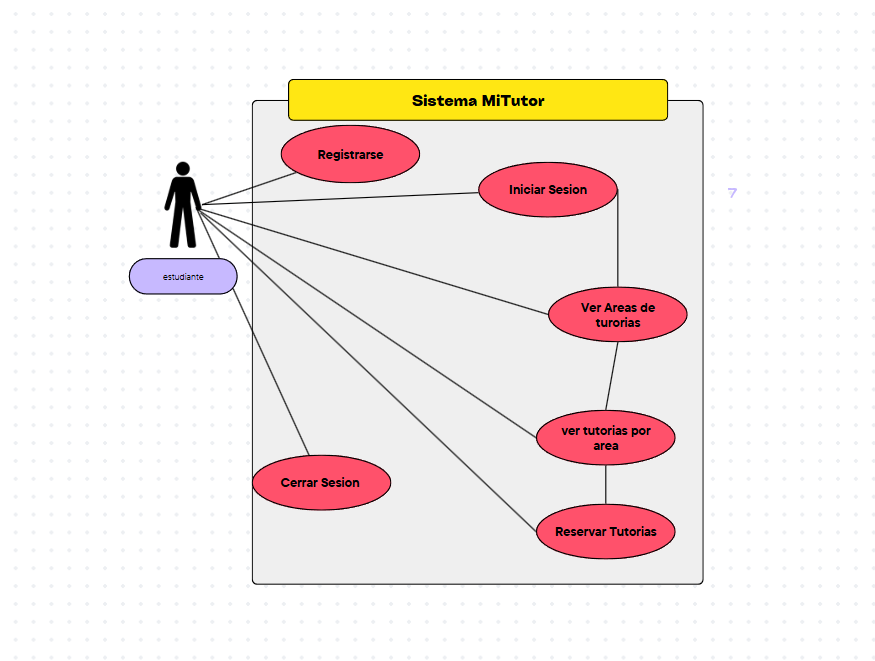 Sistema MiTutor
Registrarse
Iniciar Sesion
7
estudiante
Ver Areas de
turorias
ver tutorias por
area
Cerrar Sesion
Reservar Tutorias